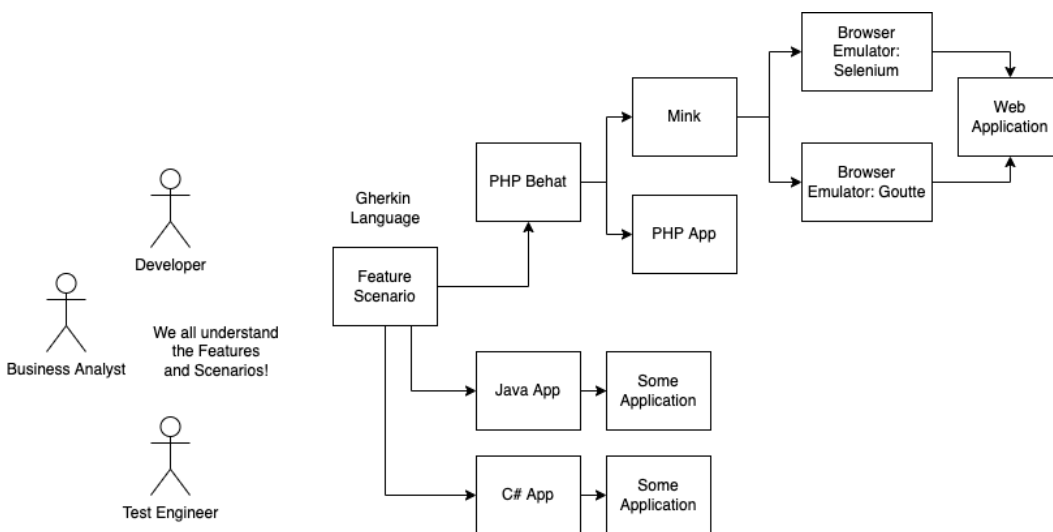 Browser
Emulator:
Selenium
Mink
Web
Application
PHP Behat
Browser
Emulator: Goutte
Gherkin
Language
PHP App
Developer
Feature
Scenario
We all understand
the Features
and Scenarios!
Business Analyst
Java App
Some
Application
Test Engineer
C# App
Some
Application